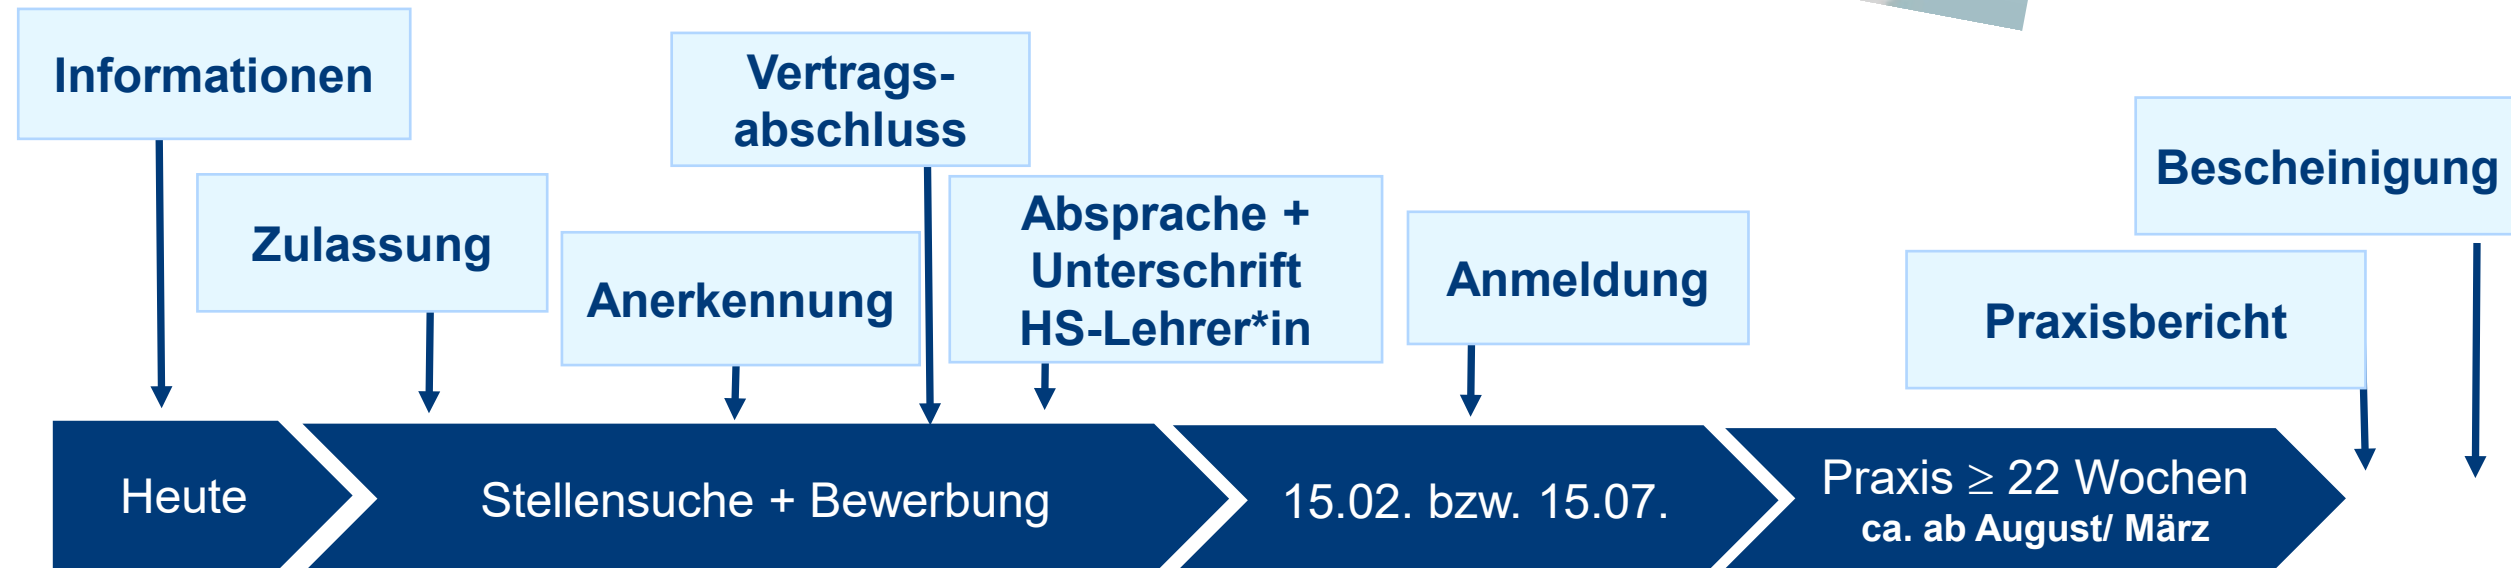 Informationen
Zulassung
Anerkennung
Vertrags-
abschluss
Absprache +
Unterschrift
HS-Lehrer*in
Anmeldung
Praxisbericht
Bescheinigung
Heute
Stellensuche + Bewerbung
15.02. bzw. 15.07.
Praxis ≥ 22 Wochen
ca. ab August/ März